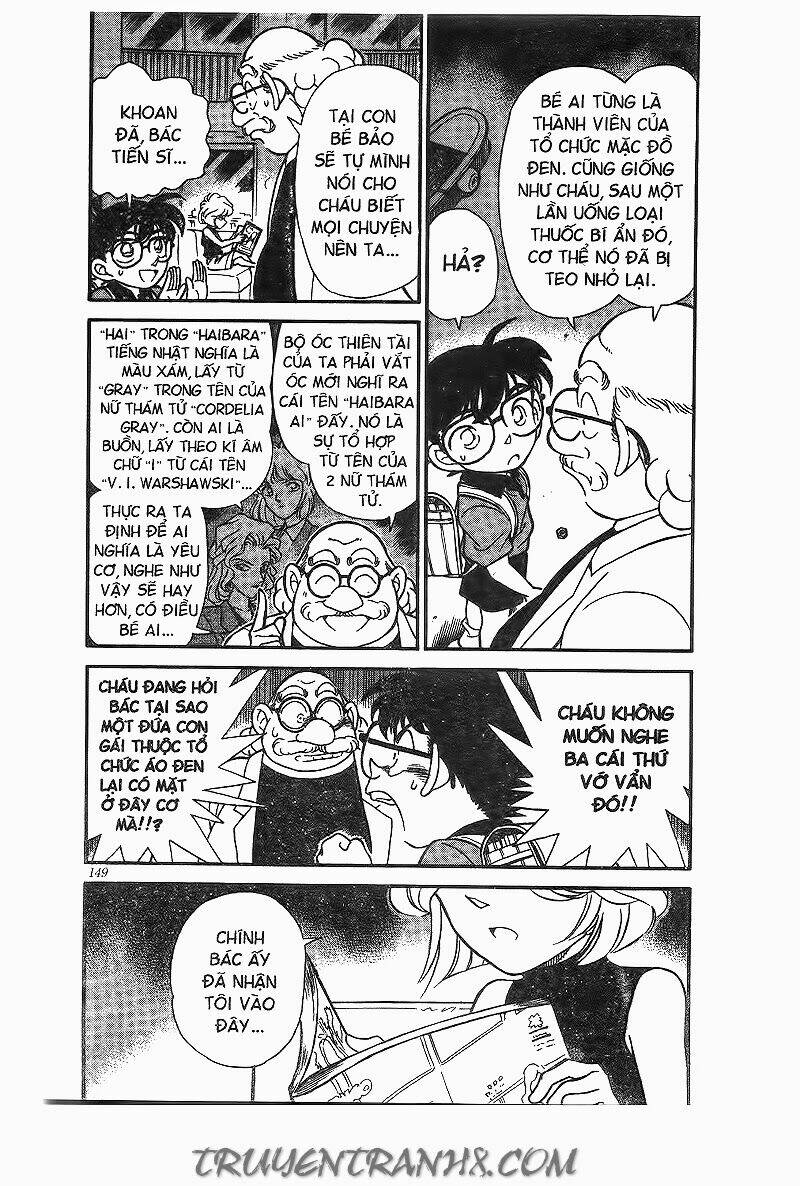 BÉ AI TỪNG LÀ
THÀNH VIÊN CỦA
TỔ CHỨC MẶC ĐỒ
ĐEN. CŨNG GIỐNG
NHƯ CHÁU, SAU MỘT
LẦN UỐNG LOẠI
THUỐC BÍ ẨN ĐÓ,
CƠ THỂ NÓ ĐÃ BỊ
TEO NHỎ LẠI.
HẢ?
TẠI CON
BÉ BẢO
SẼ TỰ MÌNH
NÓI CHO
CHÁU BIẾT
MỌI CHUYỆN
NÊN TA...
KHOAN
ĐÃ, BÁC
TIẾN SĨ...
BỘ ÓC THIÊN TÀI
CỦA TA PHẢI VẮT
ÓC MỚI NGHĨ RA
CÁI TÊN "HAIBARA
AI" ĐẤY. NÓ LÀ
SỰ TỔ HỢP
TỪ TÊN CỦA
2 NỮ THÁM
TỬ.
"HAI" TRONG "HAIBARA"
TIẾNG NHẬT NGHĨA LÀ
MÀU XÁM, LẤY TỪ
"GRAY" TRONG TÊN CỦA
NỮ THÁM TỬ "CORDELIA
GRAY". CÒN AI LÀ
BUỒN, LẤY THEO KÍ ÂM
CHỮ "I" TỪ CÁI TÊN
"V. I. WARSHAWSKI"...
THỰC RA TA
ĐỊNH ĐỂ AI
NGHĨA LÀ YÊU
CƠ, NGHE NHƯ
VẬY SẼ HAY
HƠN, CÓ ĐIỀU
BÉ AI...
CHÁU KHÔNG
MUỐN NGHE
BA CÁI THỨ
VỚ VẨN
ĐÓ!!
CHÁU ĐANG HỎI
BÁC TẠI SAO
MỘT ĐỨA CON
GÁI THUỘC TỔ
CHỨC ÁO ĐEN
LẠI CÓ MẶT
Ở ĐÂY CƠ
MÀ!!?
149
CHÍNH
BÁC ẤY
ĐÃ NHẬN
TÔI VÀO
ĐÂY...
TRUYENTRANH8.COM